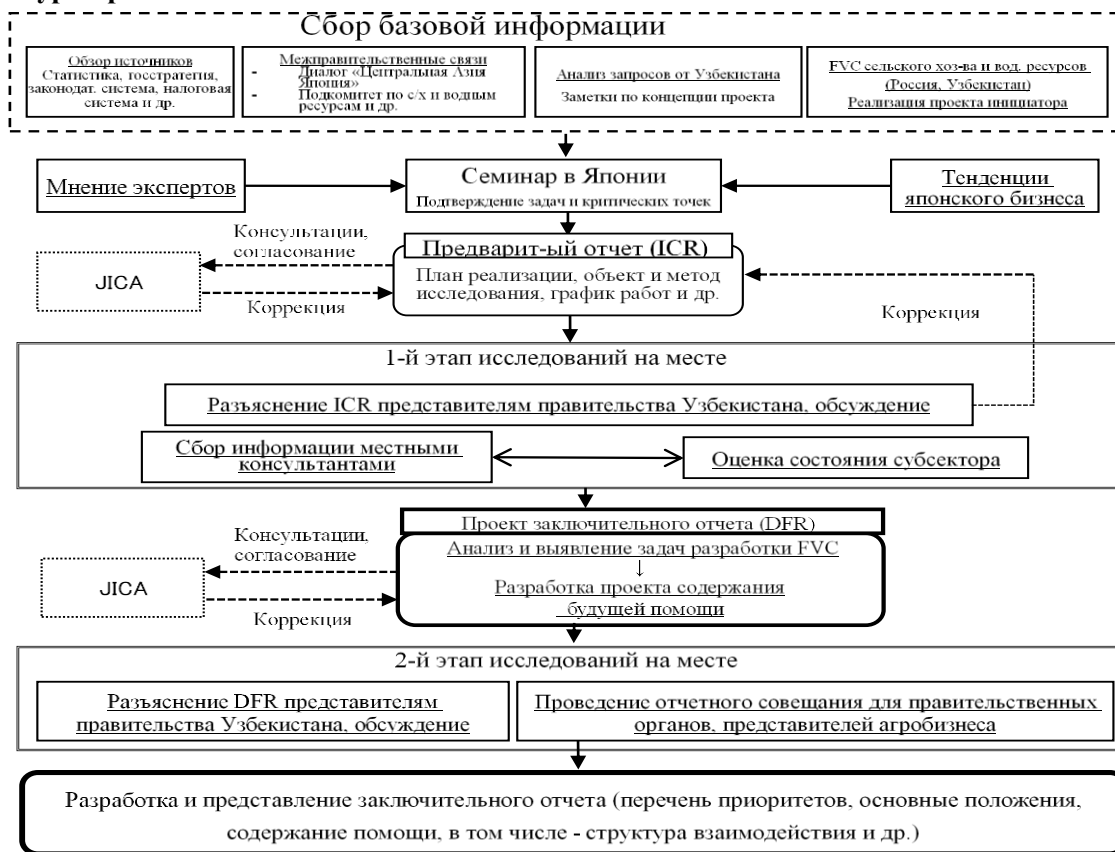 Сбор базовой информации
Обзор источников
Статистика, госстратегия,
законодат. система, налоговая
система и др.
Межправительственные связи
- Диалог «Центральная Азия
Япония»
- Подкомитет по с/х и водным
ресурсам и др.
Анализ запросов от Узбекистана
Заметки по концепции проекта
FVC сельского хоз-ва и вод. ресурсов
(Россия, Узбекистан)
Реализация проекта инициатора
Мнение экспертов
Семинар в Японии
Подтверждение задач и критических точек
Тенденции
японского бизнеса
Консультации,
согласование
JICA
Коррекция
Предварит-ый отчет (ICR)
План реализации, объект и метод
исследования, график работ и др.
Коррекция
1-й этап исследований на месте
Разъяснение ICR представителям правительства Узбекистана, обсуждение
Сбор информации местными
консультантами
Оценка состояния субсектора
Консультации,
согласование
JICA
Коррекция
Проект заключительного отчета (DFR)
Анализ и выявление задач разработки FVC
↓
Разработка проекта содержания
будущей помощи
2-й этап исследований на месте
Разъяснение DFR представителям
правительства Узбекистана, обсуждение
Проведение отчетного совещания для правительственных
органов, представителей агробизнеса
Разработка и представление заключительного отчета (перечень приоритетов, основные положения,
содержание помощи, в том числе - структура взаимодействия и др.)